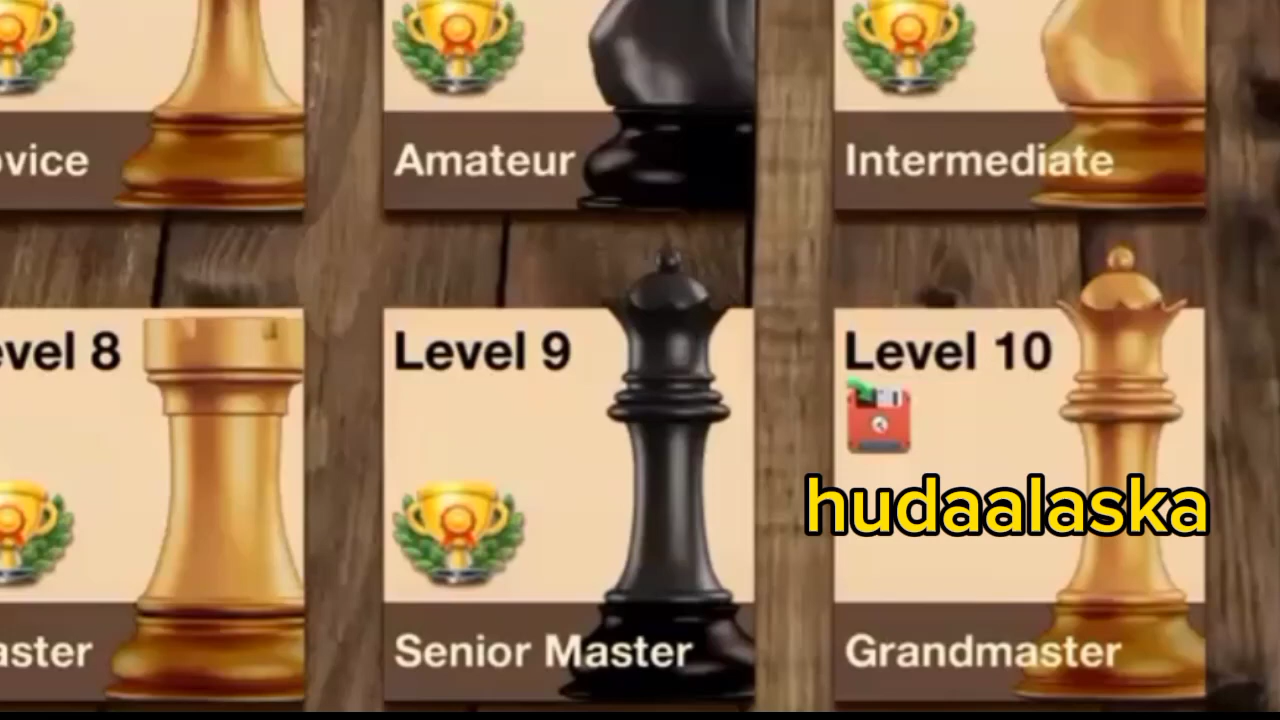 ovice
Amateur
Intermediate
evel 8
Level 9
Level 10
hudaalaska
aster
Senior Master
Grandmaster